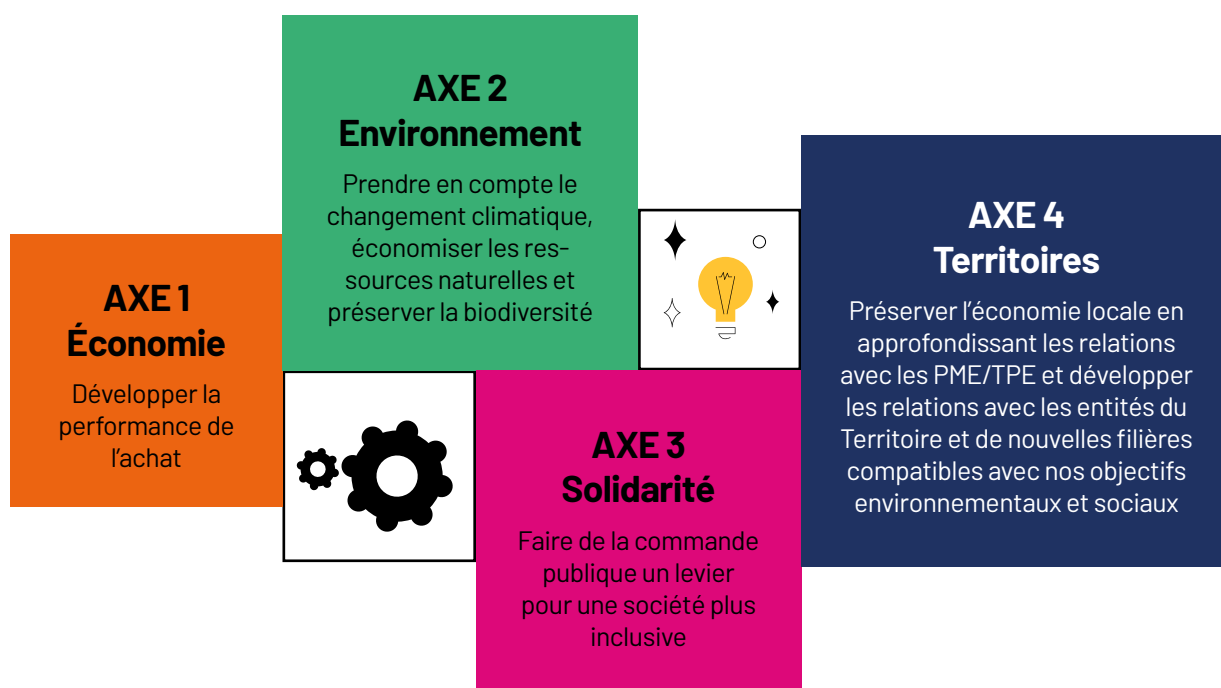 AXE 1
Économie
Développer la
performance de
l’achat
AXE 2
Environnement
Prendre en compte le
changement climatique,
économiser les res-
sources naturelles et
préserver la biodiversité
AXE 3
Solidarité
Faire de la commande
publique un levier
pour une société plus
inclusive
AXE 4
Territoires
Préserver l’économie locale en
approfondissant les relations
avec les PME/TPE et développer
les relations avec les entités du
Territoire et de nouvelles filières
compatibles avec nos objectifs
environnementaux et sociaux